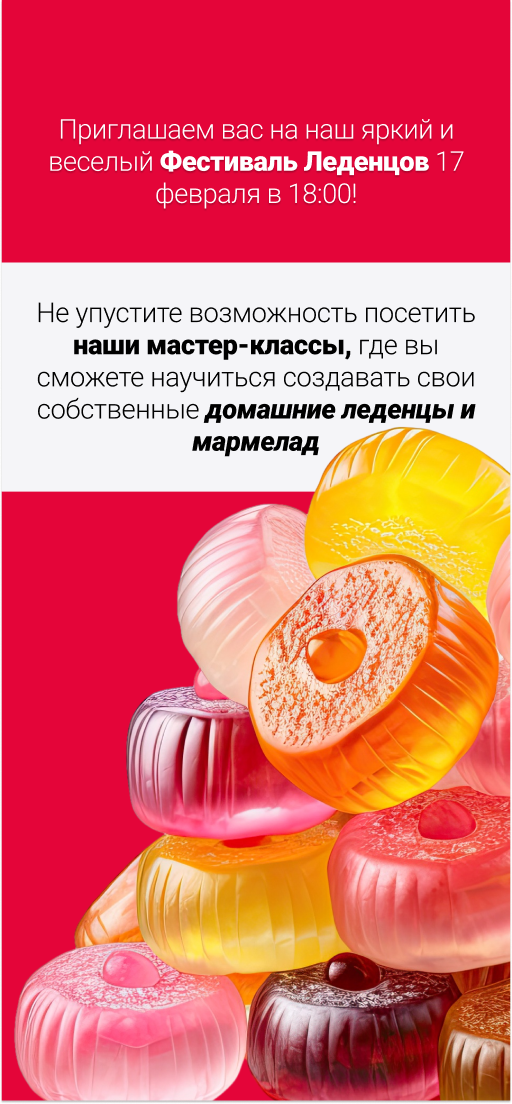 Приглашаем вас на наш яркий и
веселый Фестиваль Леденцов 17
февраля в 18:00!
Не упустите возможность посетить
наши мастер-классы, где вы
сможете научиться создавать свои
собственные домашние леденцы и
мармелад